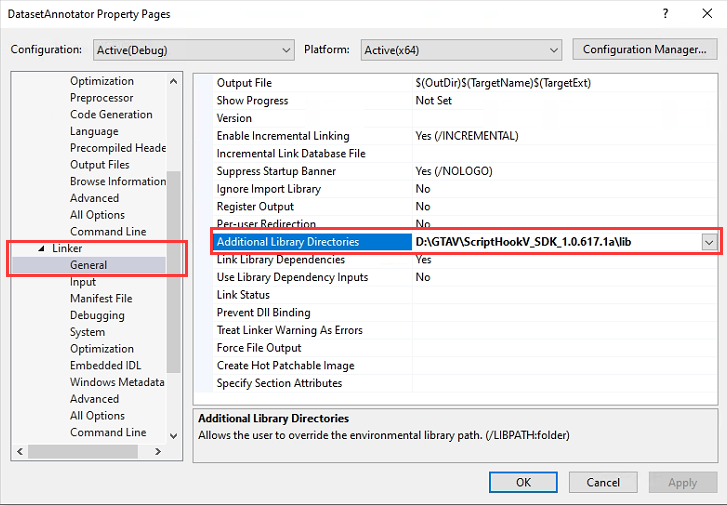 DatasetAnnotator Property Pages
?
Configuration: Active(Debug) Platform: Active(x64) Configuration Manager...
Optimization
Preprocessor
Code Generation
Language
Precompiled Heade
Output Files
Browse Information
Advanced
All Options
Command Line
Linker
General
Input
Manifest File
Debugging
System
Optimization
Embedded IDL
Windows Metadata
Advanced
All Options
Command Line
Output File $(OutDir)$(TargetName)$(TargetExt)
Show Progress Not Set
Version
Enable Incremental Linking Yes (/INCREMENTAL)
Incremental Link Database File
Suppress Startup Banner Yes (/NOLOGO)
Ignore Import Library No
Register Output No
Per-user Redirection No
Additional Library Directories D:\GTAV\ScriptHookV_SDK_1.0.617.1a\lib
Link Library Dependencies Yes
Use Library Dependency Inputs No
Link Status
Prevent Dll Binding
Treat Linker Warning As Errors
Force File Output
Create Hot Patchable Image
Specify Section Attributes
Additional Library Directories
Allows the user to override the environmental library path. (/LIBPATH:folder)
OK Cancel Apply